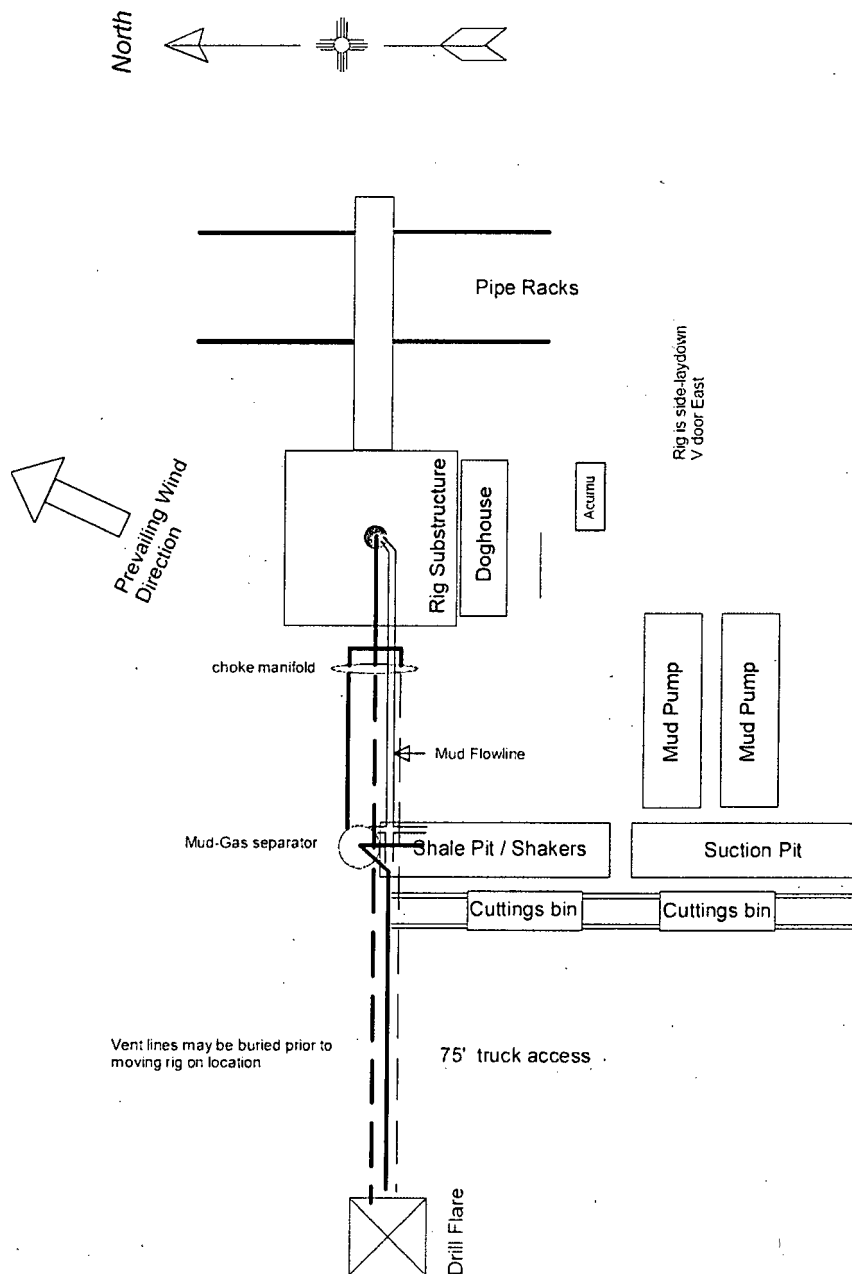 North
Pipe Racks
Rig is side-laydown
V door East
Prevailing Wind
Direction
Rig Substructure
Doghouse
Acumu
choke manifold
Mud Pump
Mud Pump
Mud Flowline
Mud-Gas separator
Shale Pit / Shakers
Suction Pit
Cuttings bin
Cuttings bin
Vent lines may be buried prior to
moving rig on location
75' truck access
Drill Flare